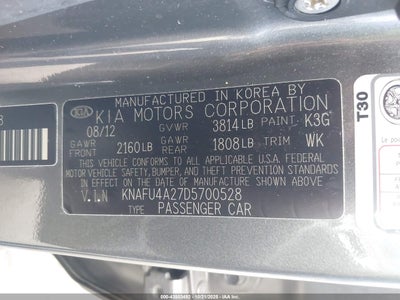 MANUFACTURED IN KOREA BY
KIA KIA MOTORS CORPORATION
08/12 GVWR 3814 LB PAINT K3G
GAWR FRONT 2160 LB GAWR REAR 1808 LB TRIM WK
THIS VEHICLE CONFORMS TO ALL APPLICABLE U.S.A. FEDERAL
MOTOR VEHICLE SAFETY, BUMPER, AND THEFT PREVENTION
STANDARDS IN EFFECT ON THE DATE OF MANUFACTURE SHOWN ABOVE.
V.I.N KNAFU4A27D5700528
TYPE PASSENGER CAR
T30